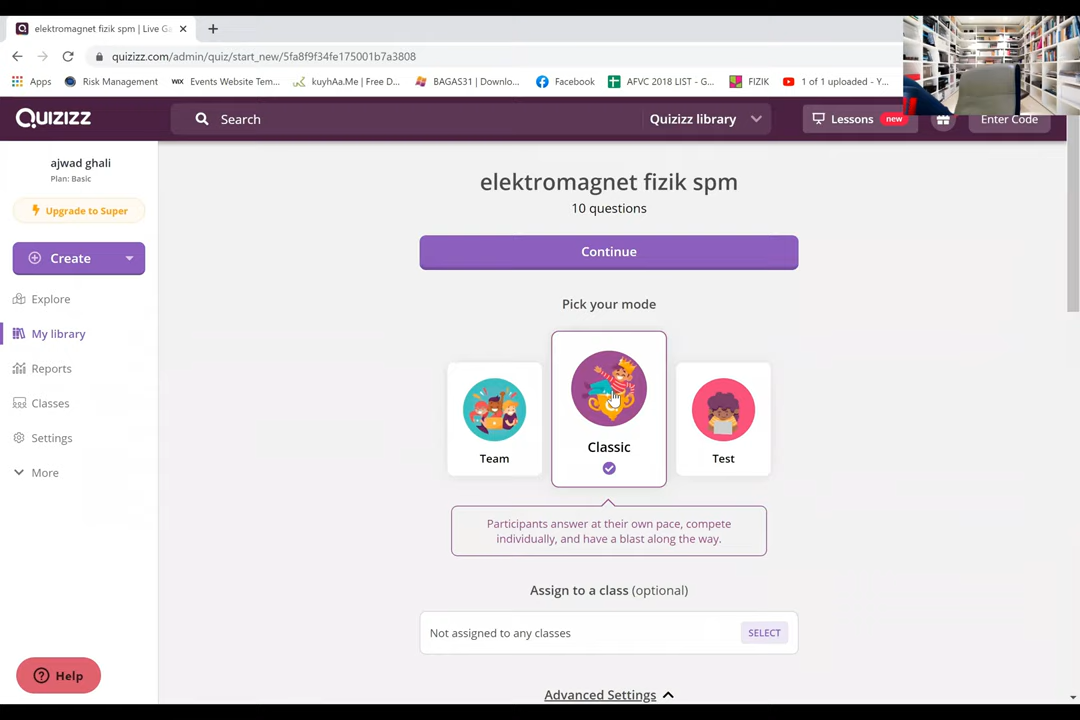 elektromagnet fizik spm | Live Ga
quizizz.com/admin/quiz/start_new/5fa8f9f34fe175001b7a3808
Apps Risk Management WIX Events Website Tem... kuyhAa.Me | Free D... BAGAS31 | Downlo... Facebook AFVC 2018 LIST - G... FIZIK 1 of 1 uploaded - Y...
Quizizz Search Quizizz library Lessons new Enter Code
ajwad ghali
Plan: Basic
Upgrade to Super
Create
Explore
My library
Reports
Classes
Settings
More
Help
elektromagnet fizik spm
10 questions
Continue
Pick your mode
Team Classic Test
Participants answer at their own pace, compete
individually, and have a blast along the way.
Assign to a class (optional)
Not assigned to any classes SELECT
Advanced Settings